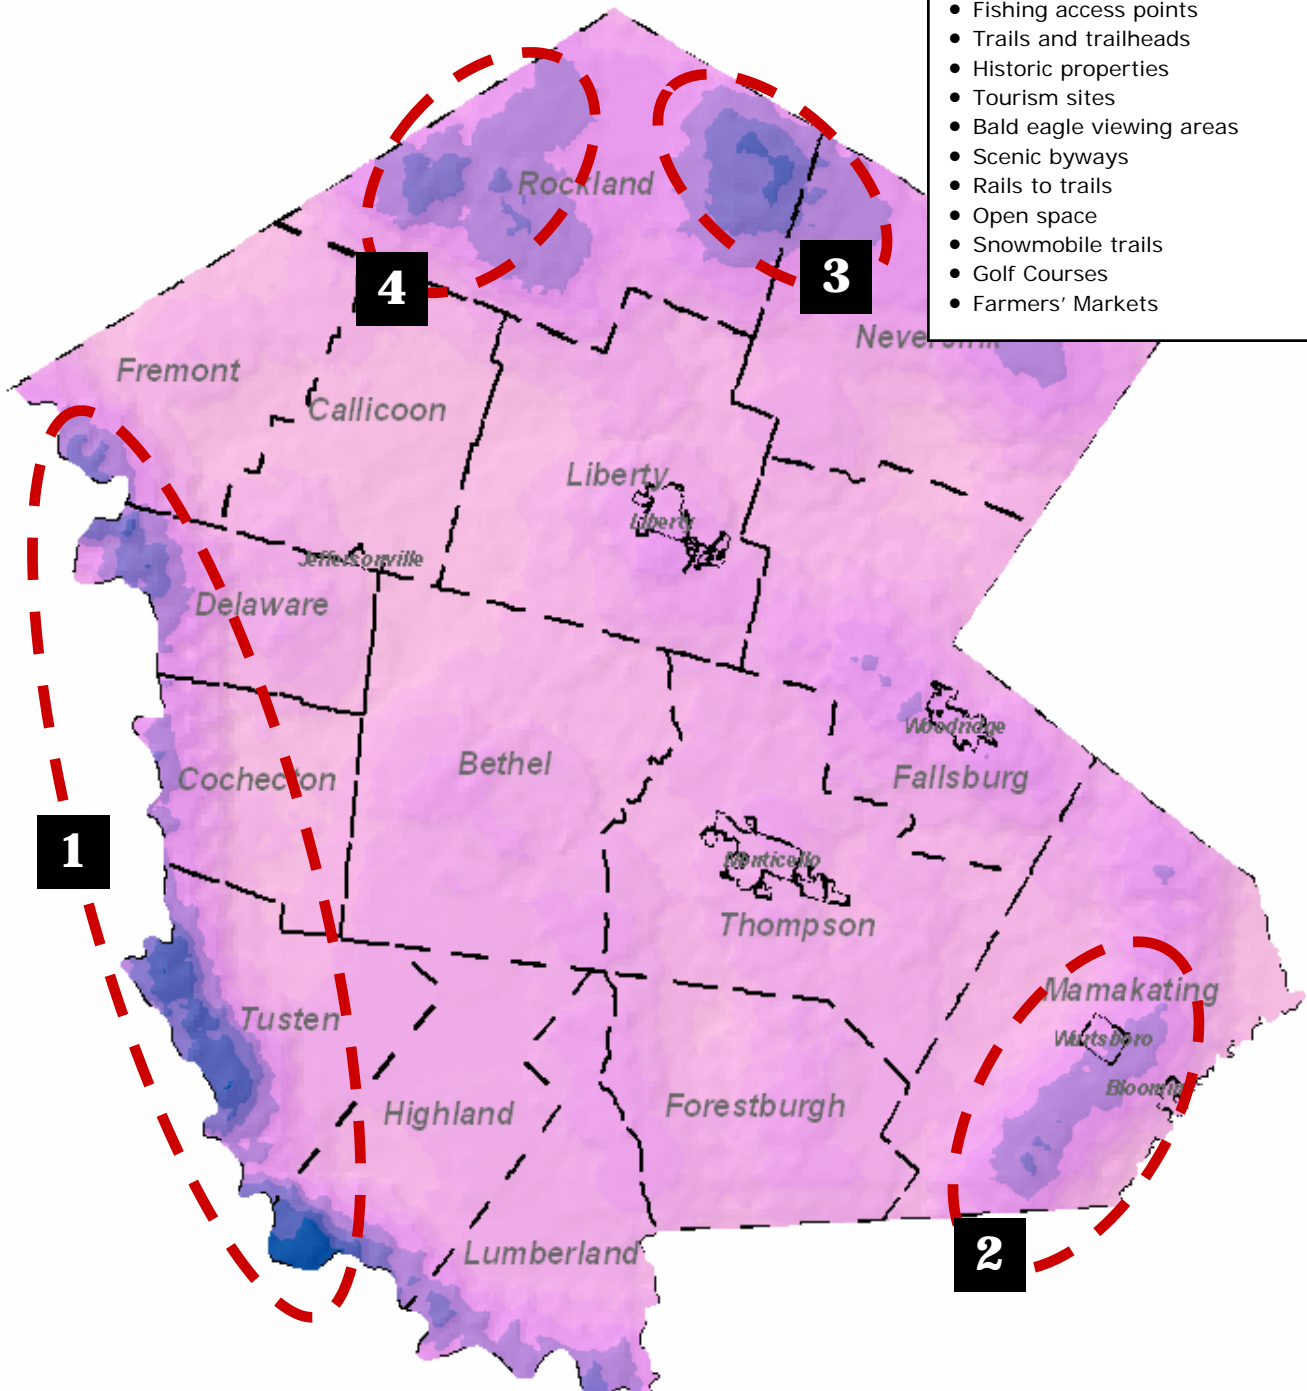 • Fishing access points
• Trails and trailheads
• Historic properties
• Tourism sites
• Bald eagle viewing areas
• Scenic byways
• Rails to trails
• Open space
• Snowmobile trails
• Golf Courses
• Farmers' Markets
Rockland
4
3
Neversink
Fremont
Callicoon
Liberty
Liberty
Jeffersonville
Delaware
Woodridge
Bethel
Cochecton
Fallsburg
1
Monticello
Thompson
Mamakating
Tusten
Wurtsboro
Bloomin
Highland
Forestburgh
Lumberland
2